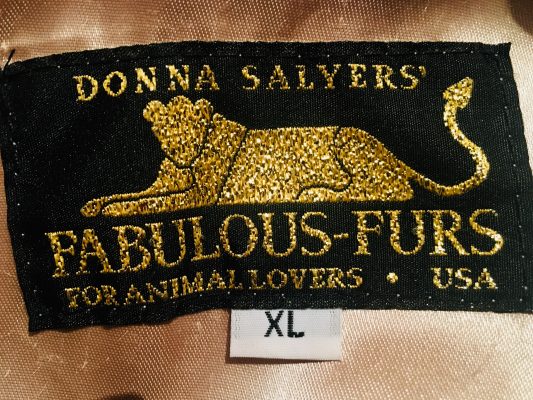 DONNA SALYERS'
FABULOUS-FURS
FOR ANIMAL LOVERS • USA
XL